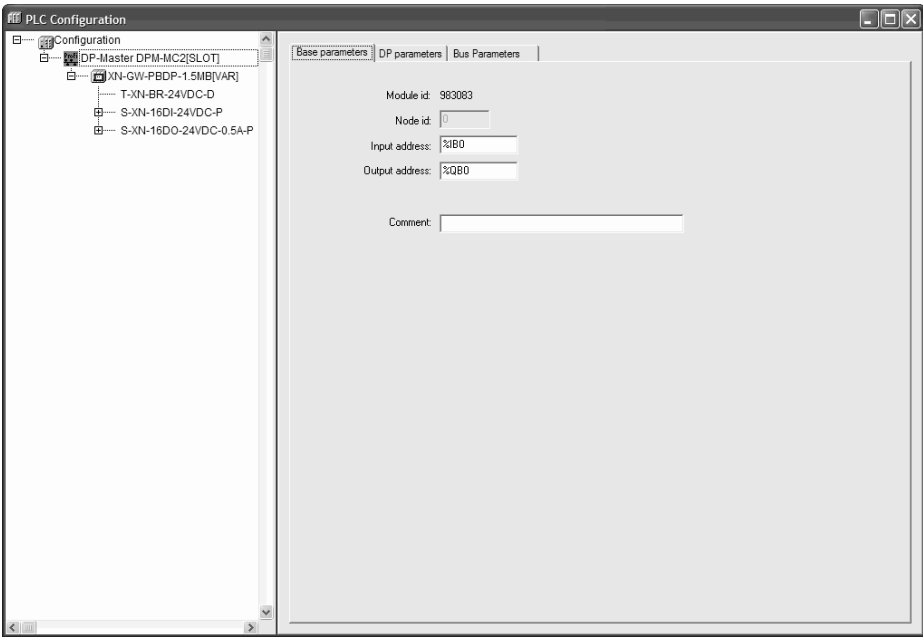 PLC Configuration
Configuration
DP-Master DPM-MC2[SLOT]
XN-GW-PBDP-1.5MB[VAR]
T-XN-BR-24VDC-D
S-XN-16DI-24VDC-P
S-XN-16DO-24VDC-0.5A-P
Base parameters DP parameters Bus Parameters
Module id: 983083
Node id: 0
Input address: %IB0
Output address: %QB0
Comment: